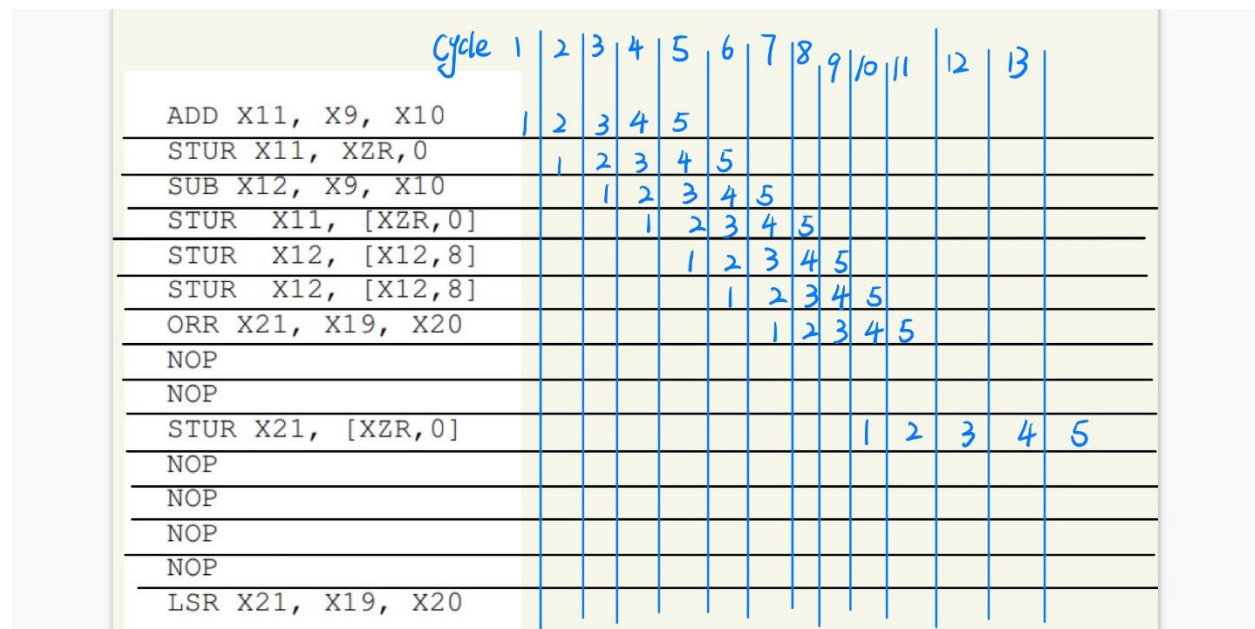 Cycle 1 2 3 4 5 6 7 8 9 10 11 12 13
ADD X11, X9, X10 1 2 3 4 5
STUR X11, XZR,0 1 2 3 4 5
SUB X12, X9, X10 1 2 3 4 5
STUR X11, [XZR,0] 1 2 3 4 5
STUR X12, [X12,8] 1 2 3 4 5
STUR X12, [X12,8] 1 2 3 4 5
ORR X21, X19, X20 1 2 3 4 5
NOP
NOP
STUR X21, [XZR,0] 1 2 3 4 5
NOP
NOP
NOP
NOP
LSR X21, X19, X20